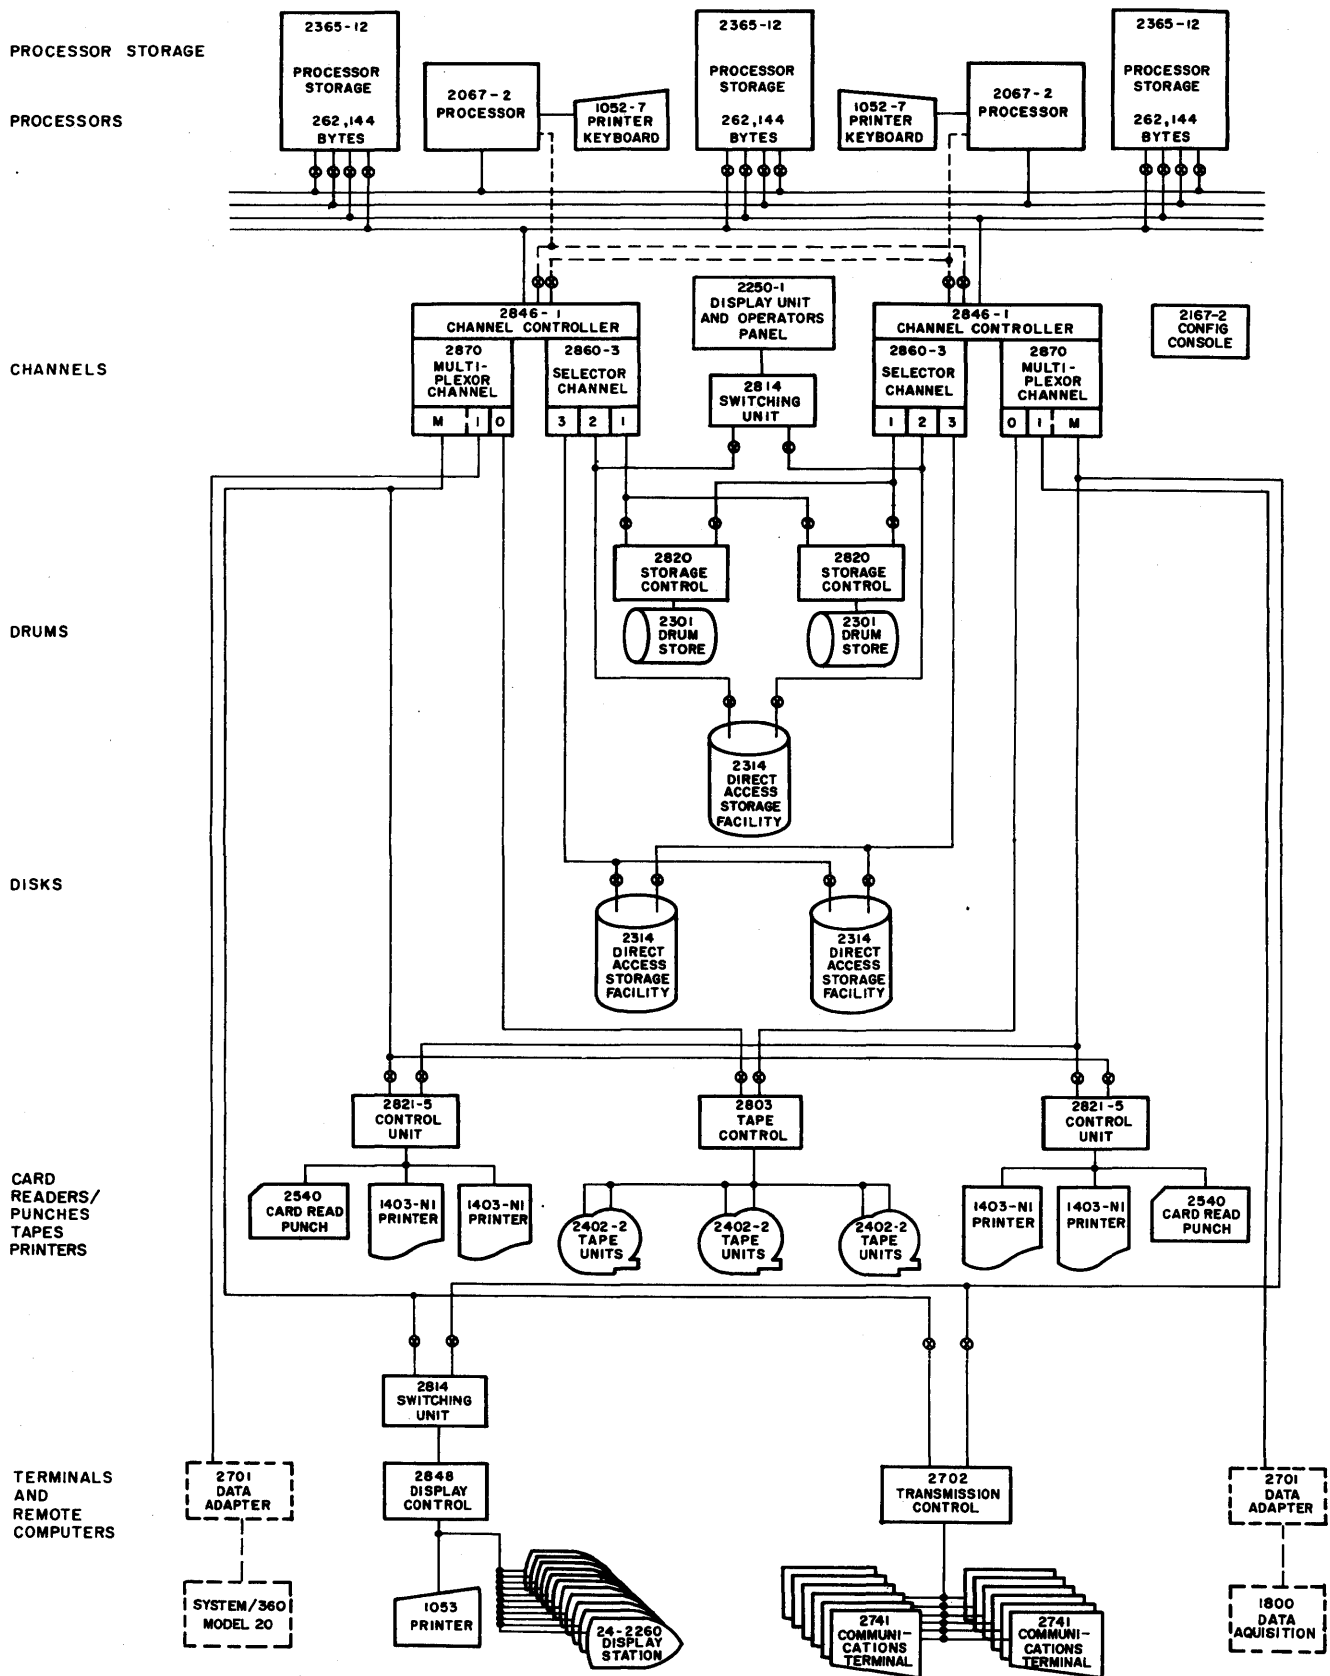 PROCESSOR STORAGE
PROCESSORS
2365-12
PROCESSOR
STORAGE
262,144
BYTES
2067-2
PROCESSOR
1052-7
PRINTER
KEYBOARD
2365-12
PROCESSOR
STORAGE
262,144
BYTES
1052-7
PRINTER
KEYBOARD
2067-2
PROCESSOR
2365-12
PROCESSOR
STORAGE
262,144
BYTES
CHANNELS
2846-1
CHANNEL CONTROLLER
2870
MULTI-
PLEXOR
CHANNEL
M 1 0
2860-3
SELECTOR
CHANNEL
3 2 1
2250-1
DISPLAY UNIT
AND OPERATORS
PANEL
2814
SWITCHING
UNIT
2846-1
CHANNEL CONTROLLER
2860-3
SELECTOR
CHANNEL
1 2 3
2870
MULTI-
PLEXOR
CHANNEL
0 1 M
2167-2
CONFIG
CONSOLE
DRUMS
2820
STORAGE
CONTROL
2820
STORAGE
CONTROL
2301
DRUM
STORE
2301
DRUM
STORE
2314
DIRECT
ACCESS
STORAGE
FACILITY
DISKS
2314
DIRECT
ACCESS
STORAGE
FACILITY
2314
DIRECT
ACCESS
STORAGE
FACILITY
2821-5
CONTROL
UNIT
2803
TAPE
CONTROL
2821-5
CONTROL
UNIT
CARD
READERS/
PUNCHES
TAPES
PRINTERS
2540
CARD READ
PUNCH
1403-N1
PRINTER
1403-N1
PRINTER
2402-2
TAPE
UNITS
2402-2
TAPE
UNITS
2402-2
TAPE
UNITS
1403-N1
PRINTER
1403-N1
PRINTER
2540
CARD READ
PUNCH
2814
SWITCHING
UNIT
TERMINALS
AND
REMOTE
COMPUTERS
2701
DATA
ADAPTER
2848
DISPLAY
CONTROL
2702
TRANSMISSION
CONTROL
2701
DATA
ADAPTER
SYSTEM/360
MODEL 20
1053
PRINTER
24-2260
DISPLAY
STATION
2741
COMMUNI-
CATIONS
TERMINAL
2741
COMMUNI-
CATIONS
TERMINAL
1800
DATA
AQUISITION